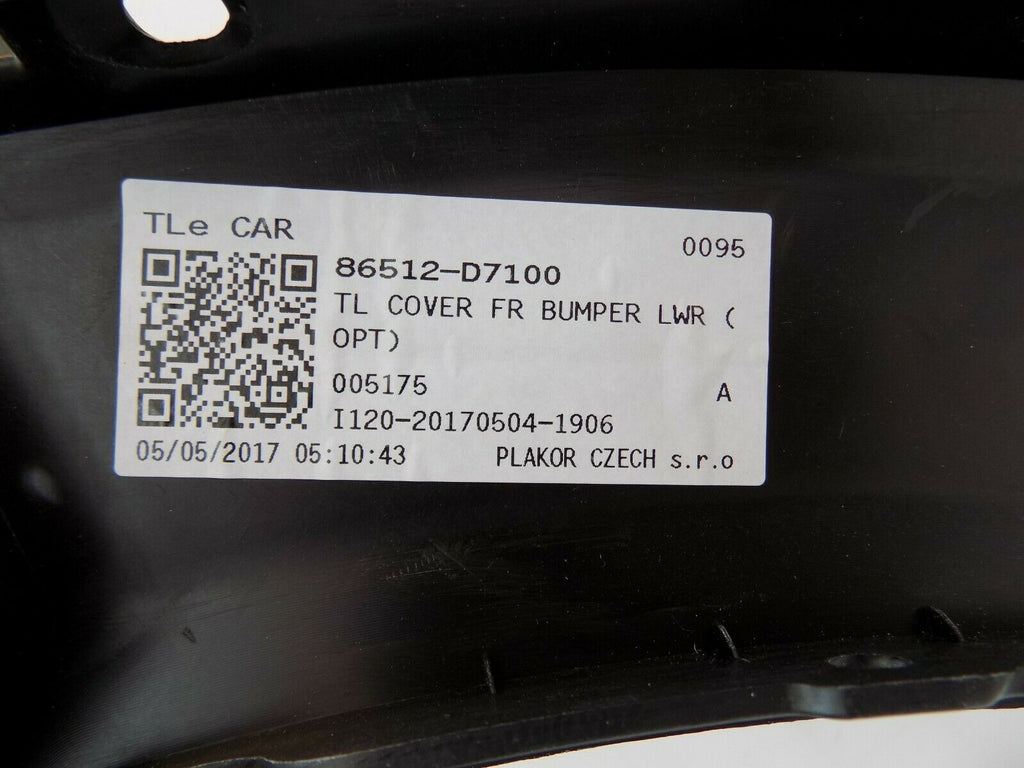 TLe CAR
0095
86512-D7100
TL COVER FR BUMPER LWR (
OPT)
005175
A
I120-20170504-1906
05/05/2017 05:10:43
PLAKOR CZECH s.r.o